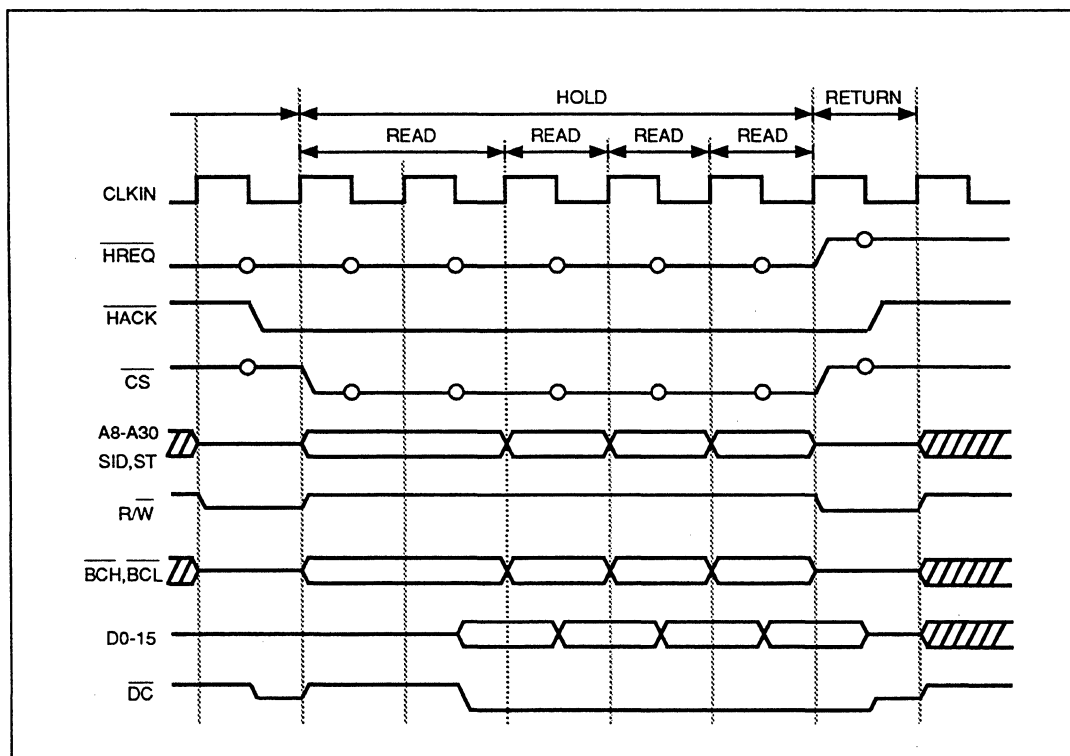 HOLD RETURN
READ READ READ READ
CLKIN
HREQ
HACK
CS
A8-A30
SID,ST
R/W
BCH,BCL
D0-15
DC